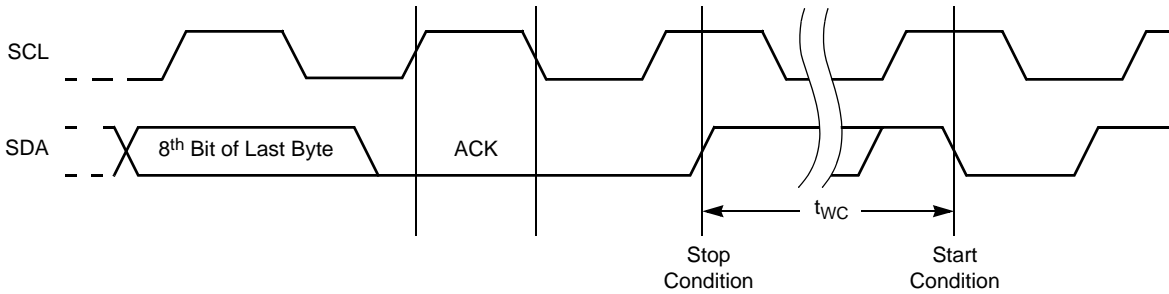 SCL
SDA
8th Bit of Last Byte
ACK
tWC
Stop
Condition
Start
Condition